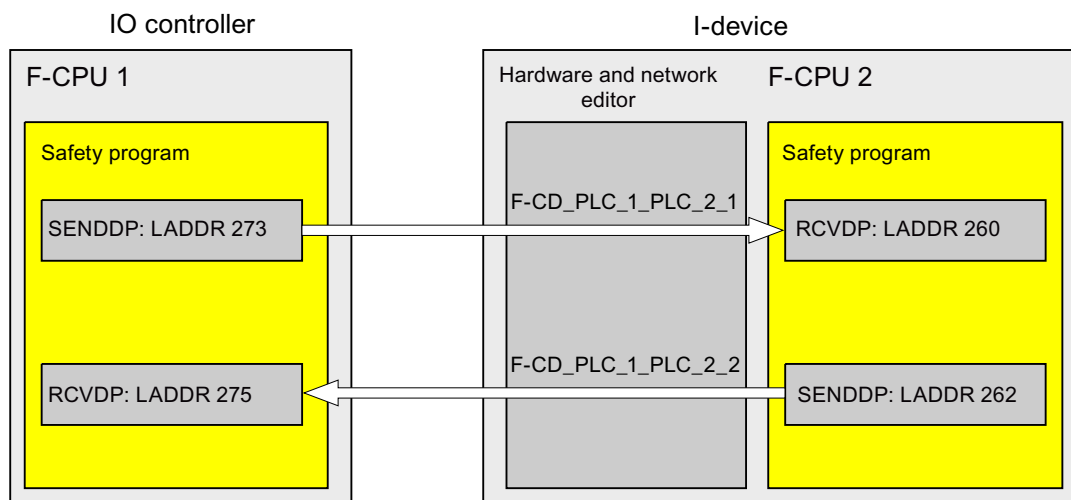 IO controller
I-device
F-CPU 1
Hardware and network
editor
F-CPU 2
Safety program
Safety program
F-CD_PLC_1_PLC_2_1
SENDDP: LADDR 273
RCVDP: LADDR 260
F-CD_PLC_1_PLC_2_2
RCVDP: LADDR 275
SENDDP: LADDR 262